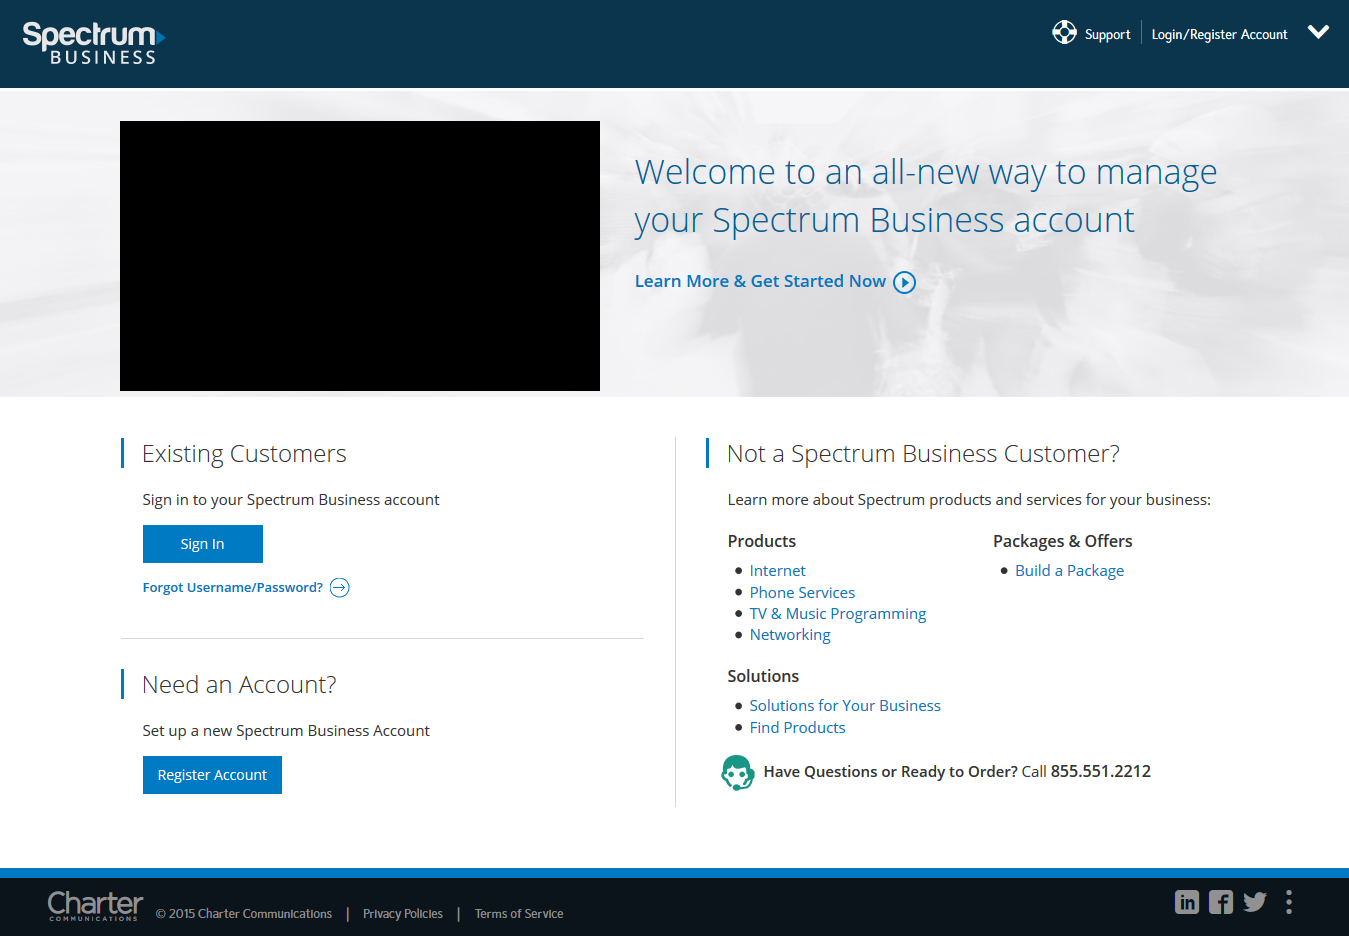 Spectrum
BUSINESS
Support
Login/Register Account
Welcome to an all-new way to manage
your Spectrum Business account
Learn More & Get Started Now
Existing Customers
Sign in to your Spectrum Business account
Sign In
Forgot Username/Password?
Need an Account?
Set up a new Spectrum Business Account
Register Account
Not a Spectrum Business Customer?
Learn more about Spectrum products and services for your business:
Products
Internet
Phone Services
TV & Music Programming
Networking
Packages & Offers
Build a Package
Solutions
Solutions for Your Business
Find Products
Have Questions or Ready to Order? Call 855.551.2212
Charter
COMMUNICATIONS
© 2015 Charter Communications | Privacy Policies | Terms of Service